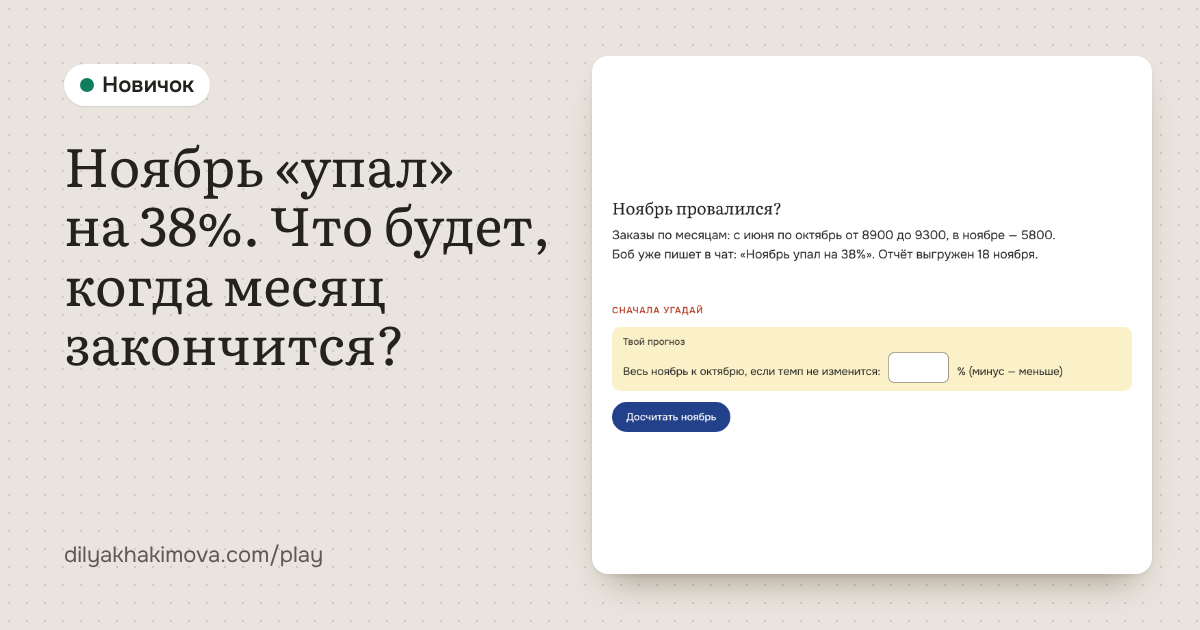 Новичок
Ноябрь «упал»
на 38%. Что будет,
когда месяц
закончится?
dilyakhakimova.com/play
Ноябрь провалился?
Заказы по месяцам: с июня по октябрь от 8900 до 9300, в ноябре — 5800.
Боб уже пишет в чат: «Ноябрь упал на 38%». Отчёт выгружен 18 ноября.
СНАЧАЛА УГАДАЙ
Твой прогноз
Весь ноябрь к октябрю, если темп не изменится: % (минус — меньше)
Досчитать ноябрь